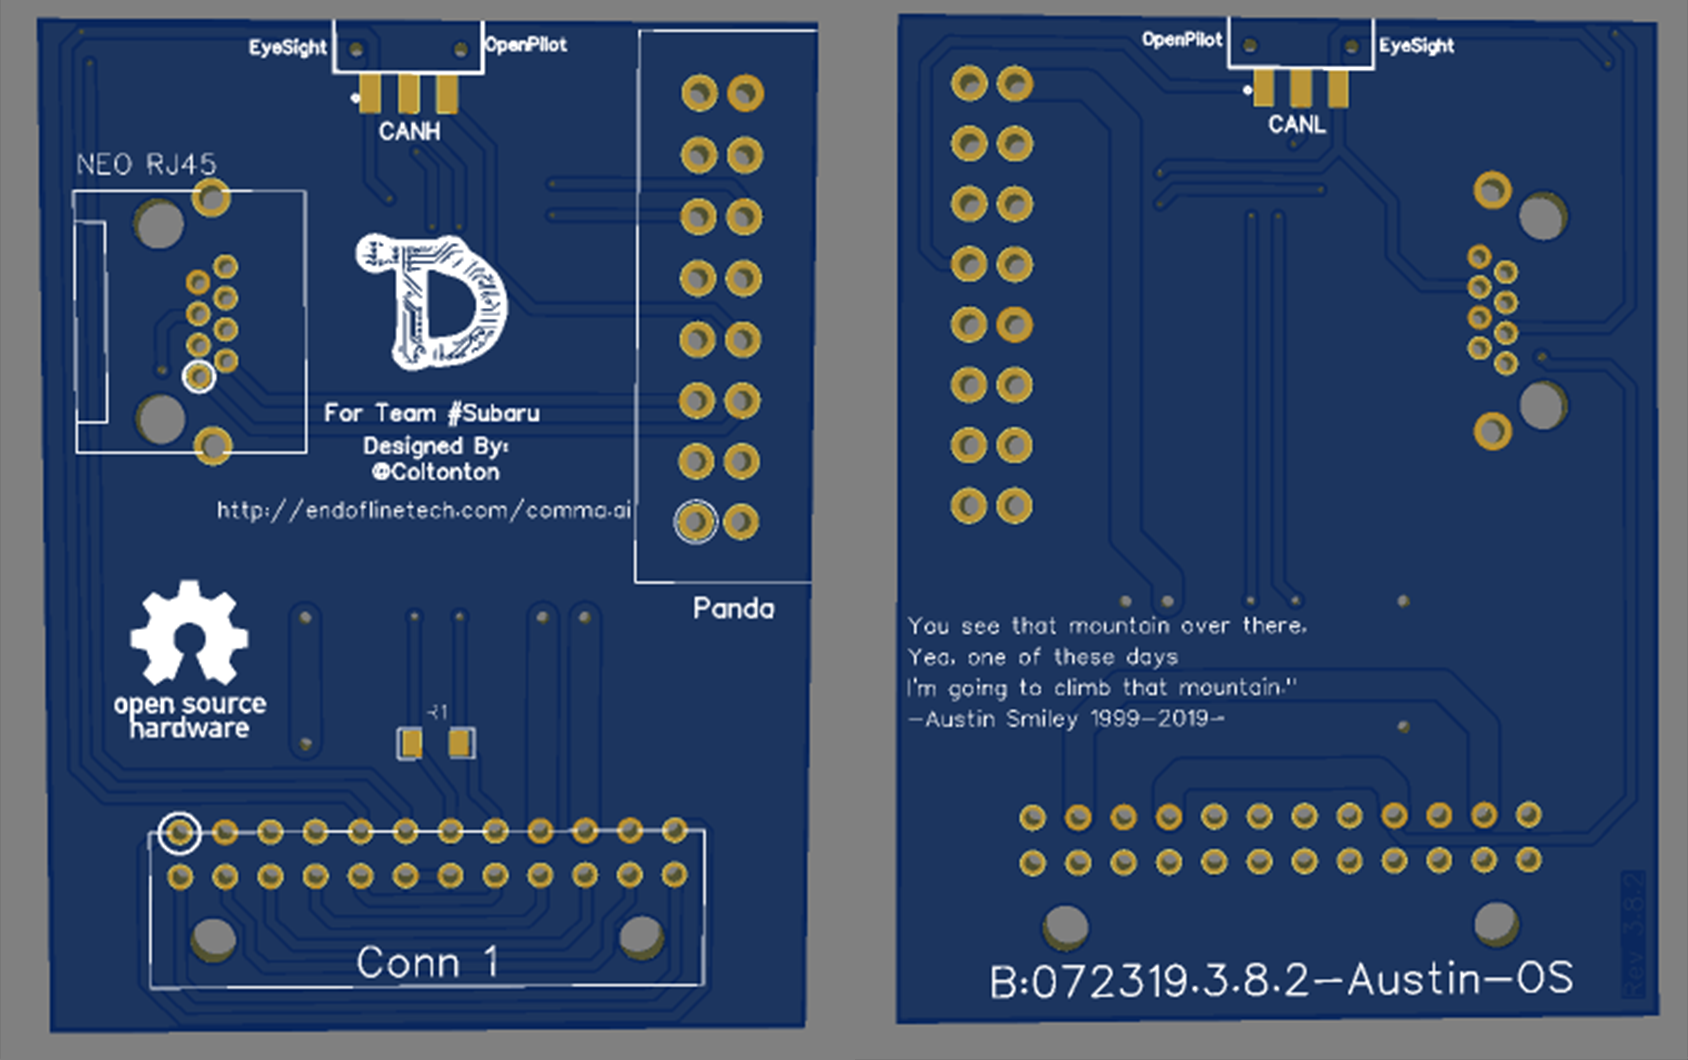 EyeSight
OpenPilot
CANH
NEO RJ45
For Team #Subaru
Designed By:
@Coltonton
http://endoflinetech.com/comma.ai
Panda
open source
hardware
R1
Conn 1
OpenPilot
EyeSight
CANL
You see that mountain over there.
Yea, one of these days
I'm going to climb that mountain."
-Austin Smiley 1999-2019-
Rev 3.8.2
B:072319.3.8.2-Austin-OS